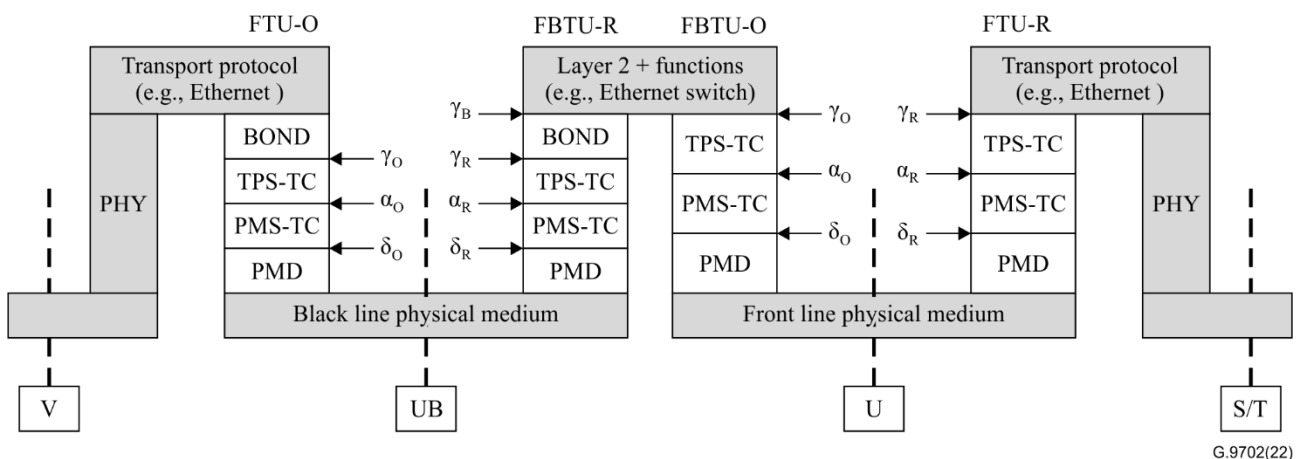 FTU-O
FBTU-R
FBTU-O
FTU-R
Transport protocol
(e.g., Ethernet )
Layer 2 + functions
(e.g., Ethernet switch)
Transport protocol
(e.g., Ethernet )
PHY
BOND
TPS-TC
PMS-TC
PMD
γO
αO
δO
γB
γR
αR
δR
BOND
TPS-TC
PMS-TC
PMD
TPS-TC
PMS-TC
PMD
γO
αO
δO
γR
αR
δR
TPS-TC
PMS-TC
PMD
PHY
Black line physical medium
Front line physical medium
V
UB
U
S/T
G.9702(22)